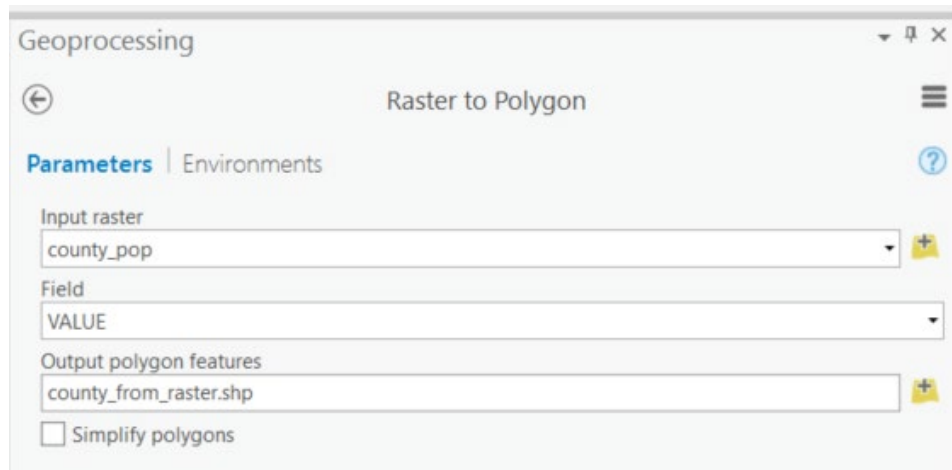 Geoprocessing
Raster to Polygon
Parameters | Environments
Input raster
county_pop
Field
VALUE
Output polygon features
county_from_raster.shp
Simplify polygons